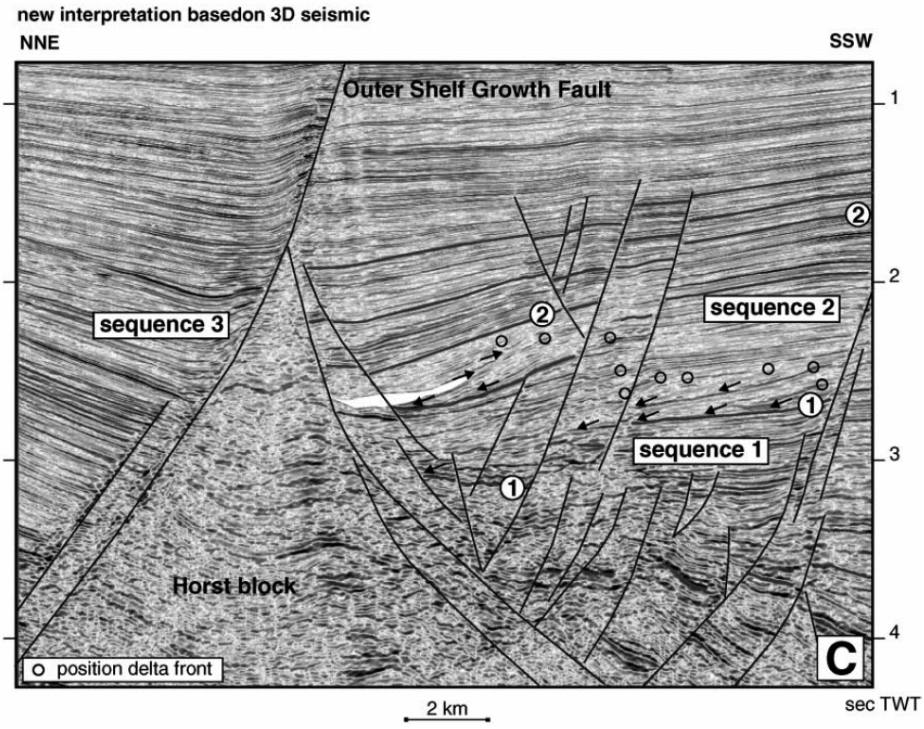 new interpretation basedon 3D seismic
NNE
SSW
Outer Shelf Growth Fault
1
2
2
sequence 2
sequence 3
2
1
sequence 1
3
1
Horst block
4
position delta front
C
sec TWT
2 km